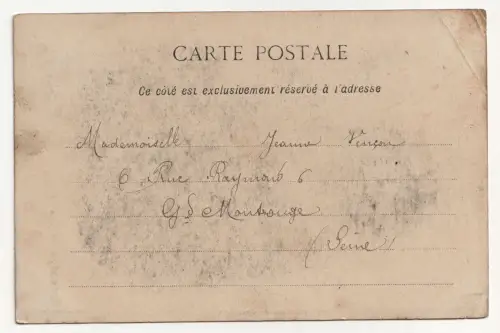 CARTE POSTALE
Ce côté est exclusivement réservé à l'adresse
Mademoiselle Jeanne Vinçon
6 Rue Raymond 6
Gd Montrouge
(Seine)